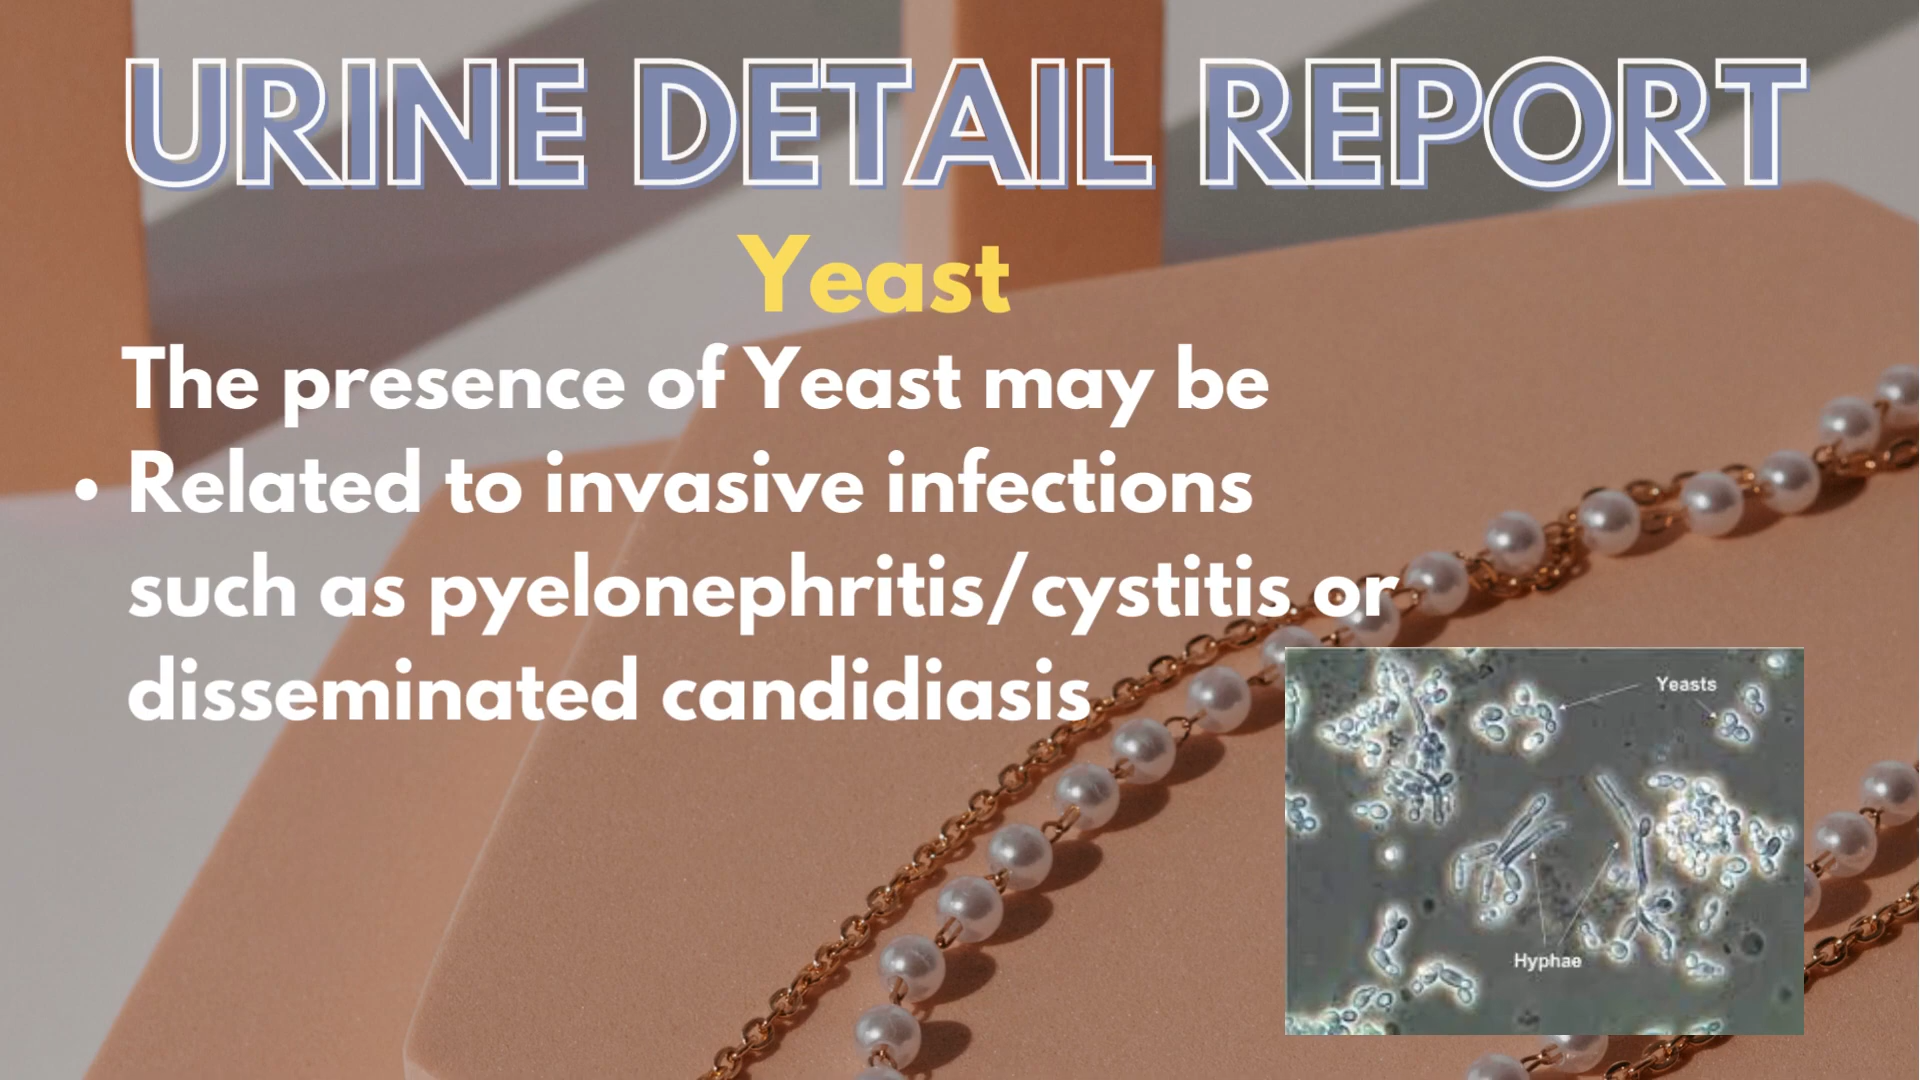 URINE DETAIL REPORT
Yeast
The presence of Yeast may be
• Related to invasive infections
such as pyelonephritis/cystitis or
disseminated candidiasis
Yeasts
Hyphae